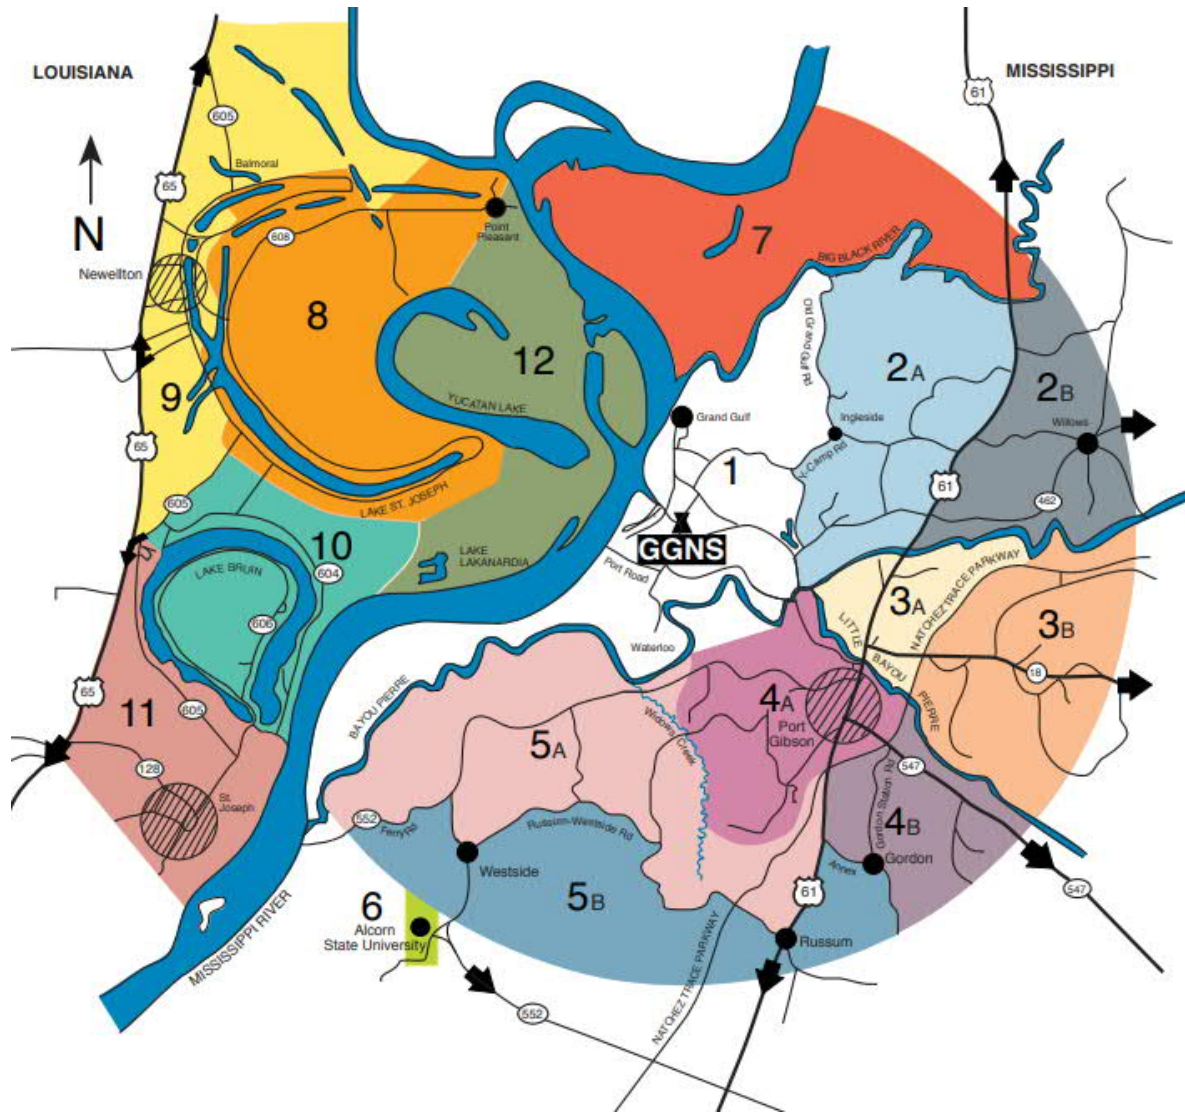 LOUISIANA
MISSISSIPPI
61
605
Balmoral
65
N
608
Point
Pleasant
7
BIG BLACK RIVER
Newellton
8
Old Grand Gulf Rd
12
2A
2B
9
YUCATAN LAKE
Grand Gulf
Ingleside
Willows
65
Y-Camp Rd
1
61
605
LAKE ST. JOSEPH
462
10
GGNS
LAKE
LAKANARDIA
LAKE BRUIN
604
Port Road
NATCHEZ TRACE PARKWAY
3A
606
LITTLE
BAYOU
PIERRE
3B
Waterloo
18
65
BAYOU PIERRE
11
605
Widows Creek
4A
Port
Gibson
5A
128
547
St.
Joseph
552
Ferry Rd
Russum-Westside Rd
Gordon Station Rd
4B
Westside
Annex
Gordon
547
6
5B
61
Alcorn
State University
Russum
MISSISSIPPI RIVER
NATCHEZ TRACE PARKWAY
552